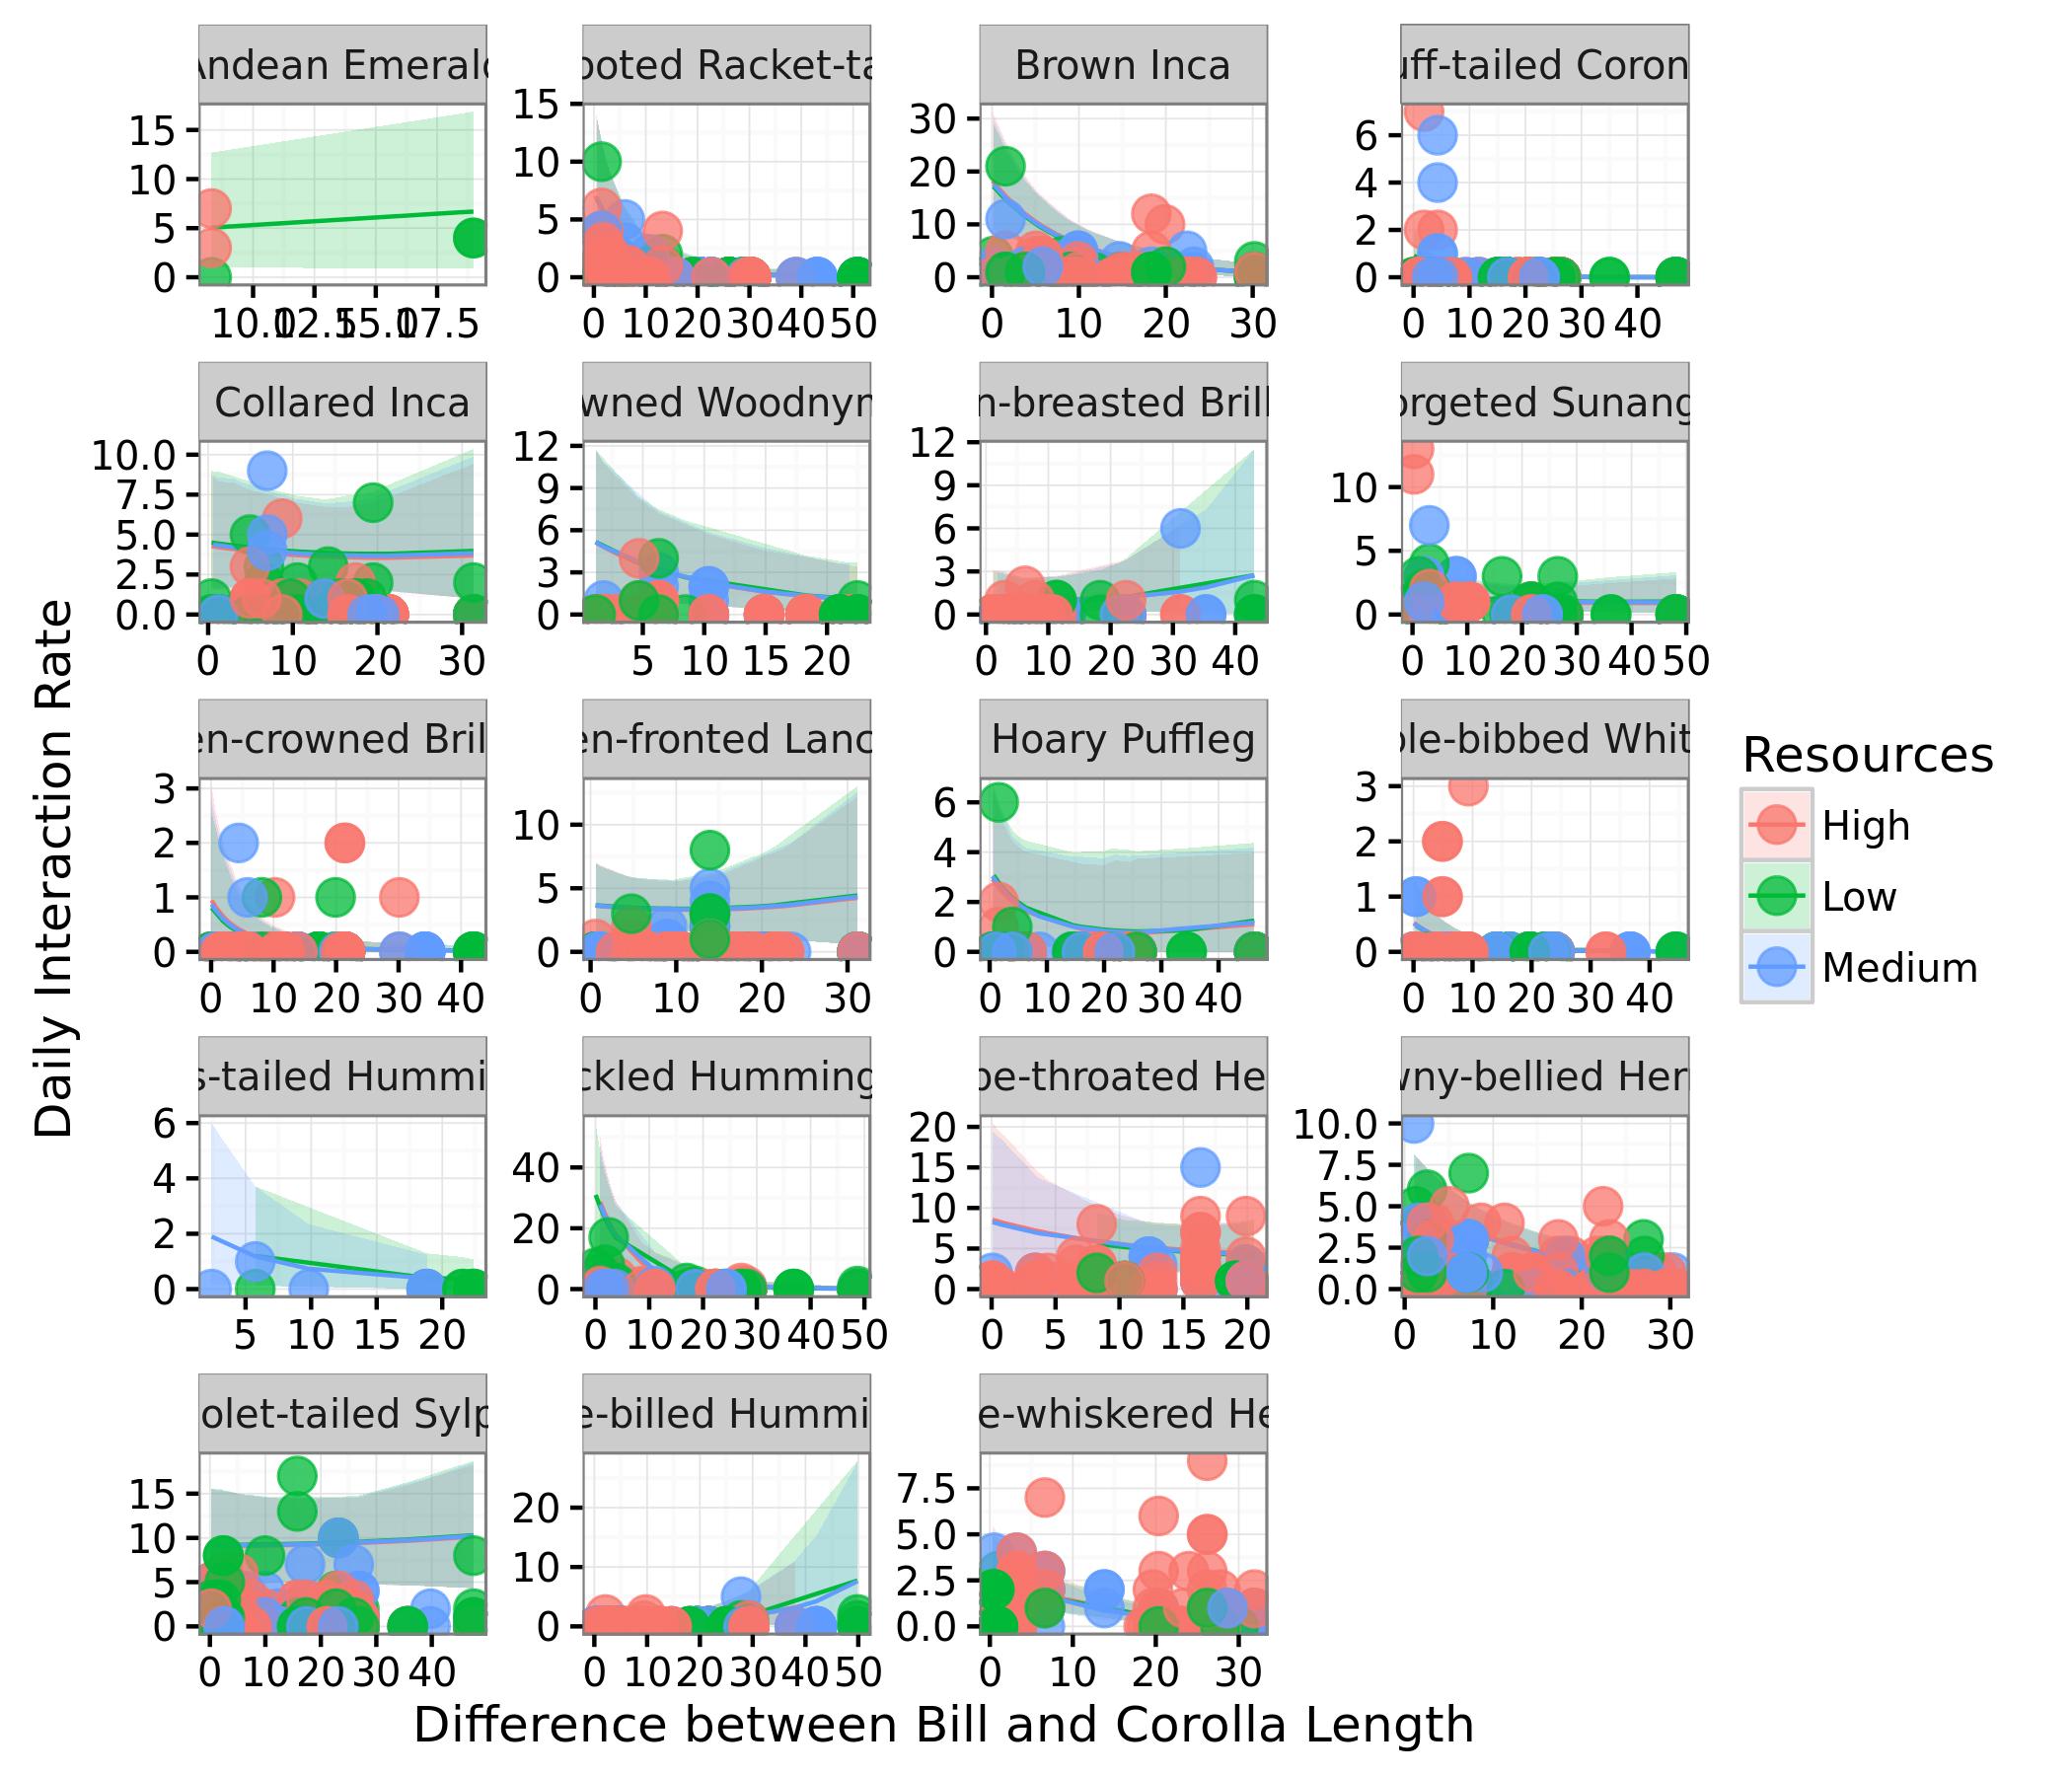 Andean Emerald
ooted Racket-ta
Brown Inca
uff-tailed Coron
15
10
5
0
10.0 12.5 15.0 17.5
15
10
5
0
0 10 20 30 40 50
30
20
10
0
0 10 20 30
6
4
2
0
0 10 20 30 40
Collared Inca
wned Woodnyn
n-breasted Brill
orgeted Sunang
10.0
7.5
5.0
2.5
0.0
0 10 20 30
12
9
6
3
0
5 10 15 20
12
9
6
3
0
0 10 20 30 40
10
5
0
0 10 20 30 40 50
en-crowned Bril
en-fronted Lanc
Hoary Puffleg
ple-bibbed Whit
3
2
1
0
0 10 20 30 40
10
5
0
0 10 20 30
6
4
2
0
0 10 20 30 40
3
2
1
0
0 10 20 30 40
s-tailed Hummi
ckled Humming
pe-throated He
wny-bellied Her
6
4
2
0
5 10 15 20
40
20
0
0 10 20 30 40 50
20
15
10
5
0
0 5 10 15 20
10.0
7.5
5.0
2.5
0.0
0 10 20 30
olet-tailed Sylp
e-billed Hummi
e-whiskered He
15
10
5
0
0 10 20 30 40
20
10
0
0 10 20 30 40 50
7.5
5.0
2.5
0.0
0 10 20 30
Daily Interaction Rate
Difference between Bill and Corolla Length
Resources
High
Low
Medium